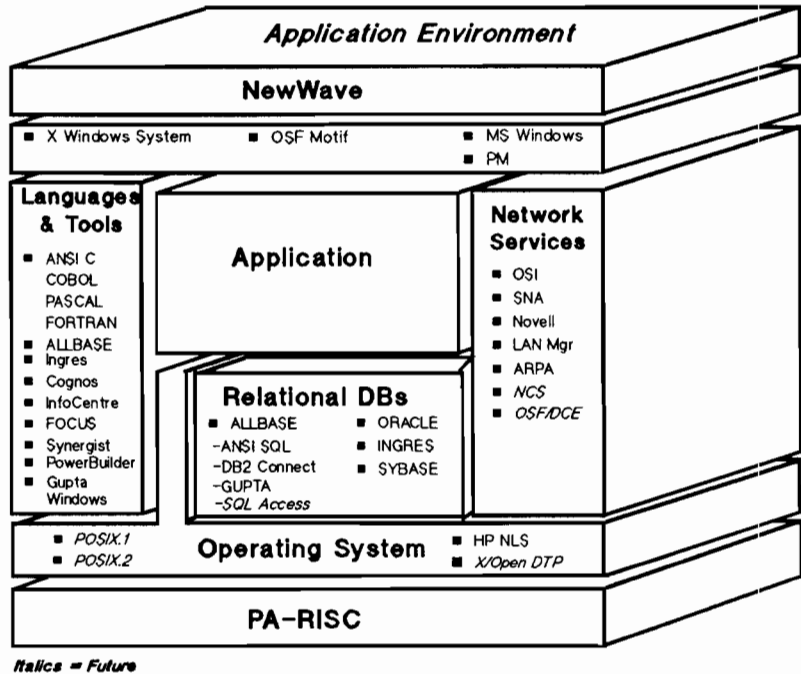 Application Environment
NewWave
■ X Windows System ■ OSF Motif ■ MS Windows
■ PM
Languages
& Tools
■ ANSI C
COBOL
PASCAL
FORTRAN
■ ALLBASE
■ Ingres
■ Cognos
■ InfoCentre
■ FOCUS
■ Synergist
■ PowerBuilder
■ Gupta
Windows
Application
Network
Services
■ OSI
■ SNA
■ Novell
■ LAN Mgr
■ ARPA
■ NCS
■ OSF/DCE
Relational DBs
■ ALLBASE
-ANSI SQL
-DB2 Connect
-GUPTA
-SQL Access
■ ORACLE
■ INGRES
■ SYBASE
■ POSIX.1
■ POSIX.2
Operating System
■ HP NLS
■ X/Open DTP
PA-RISC
Italics = Future